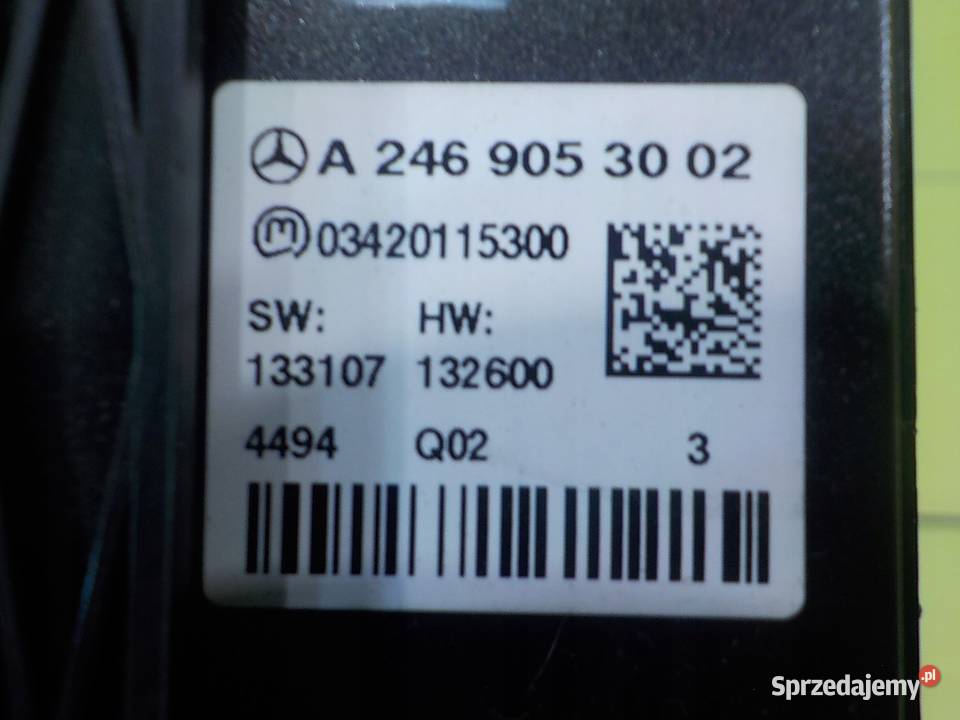 A 246 905 30 02
m 03420115300
SW: HW:
133107 132600
4494 Q02 3
Sprzedajemy.pl